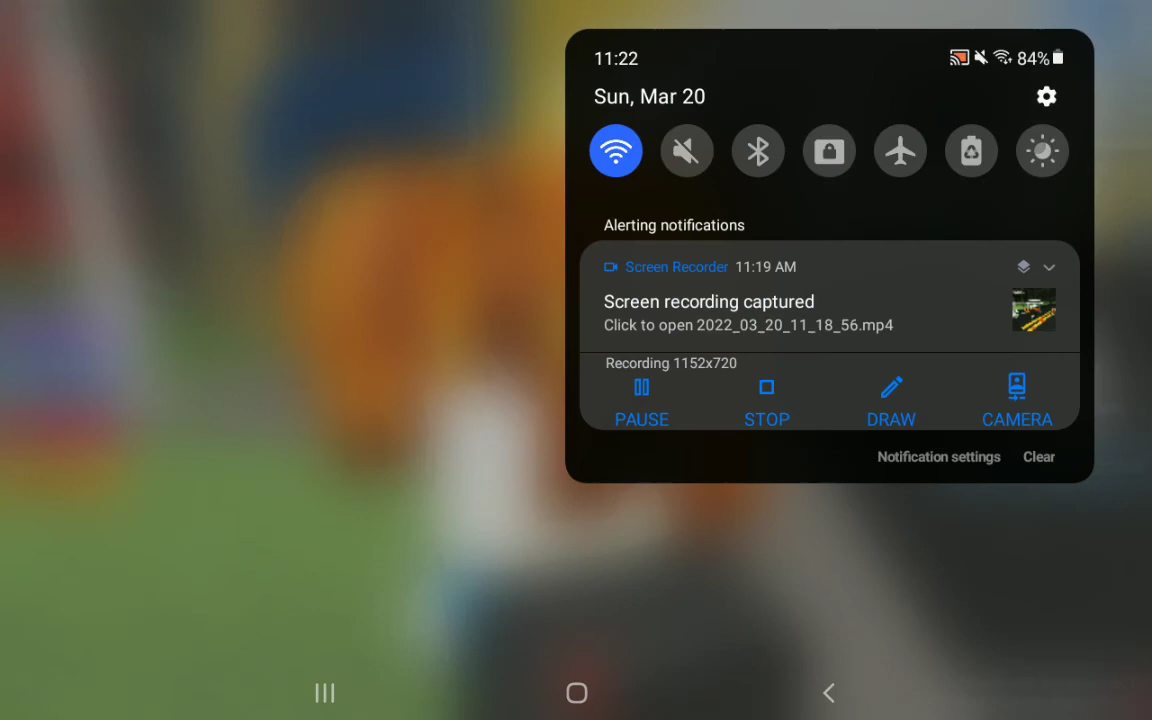 11:22
84%
Sun, Mar 20
Alerting notifications
Screen Recorder 11:19 AM
Screen recording captured
Click to open 2022_03_20_11_18_56.mp4
Recording 1152x720
PAUSE STOP DRAW CAMERA
Notification settings Clear